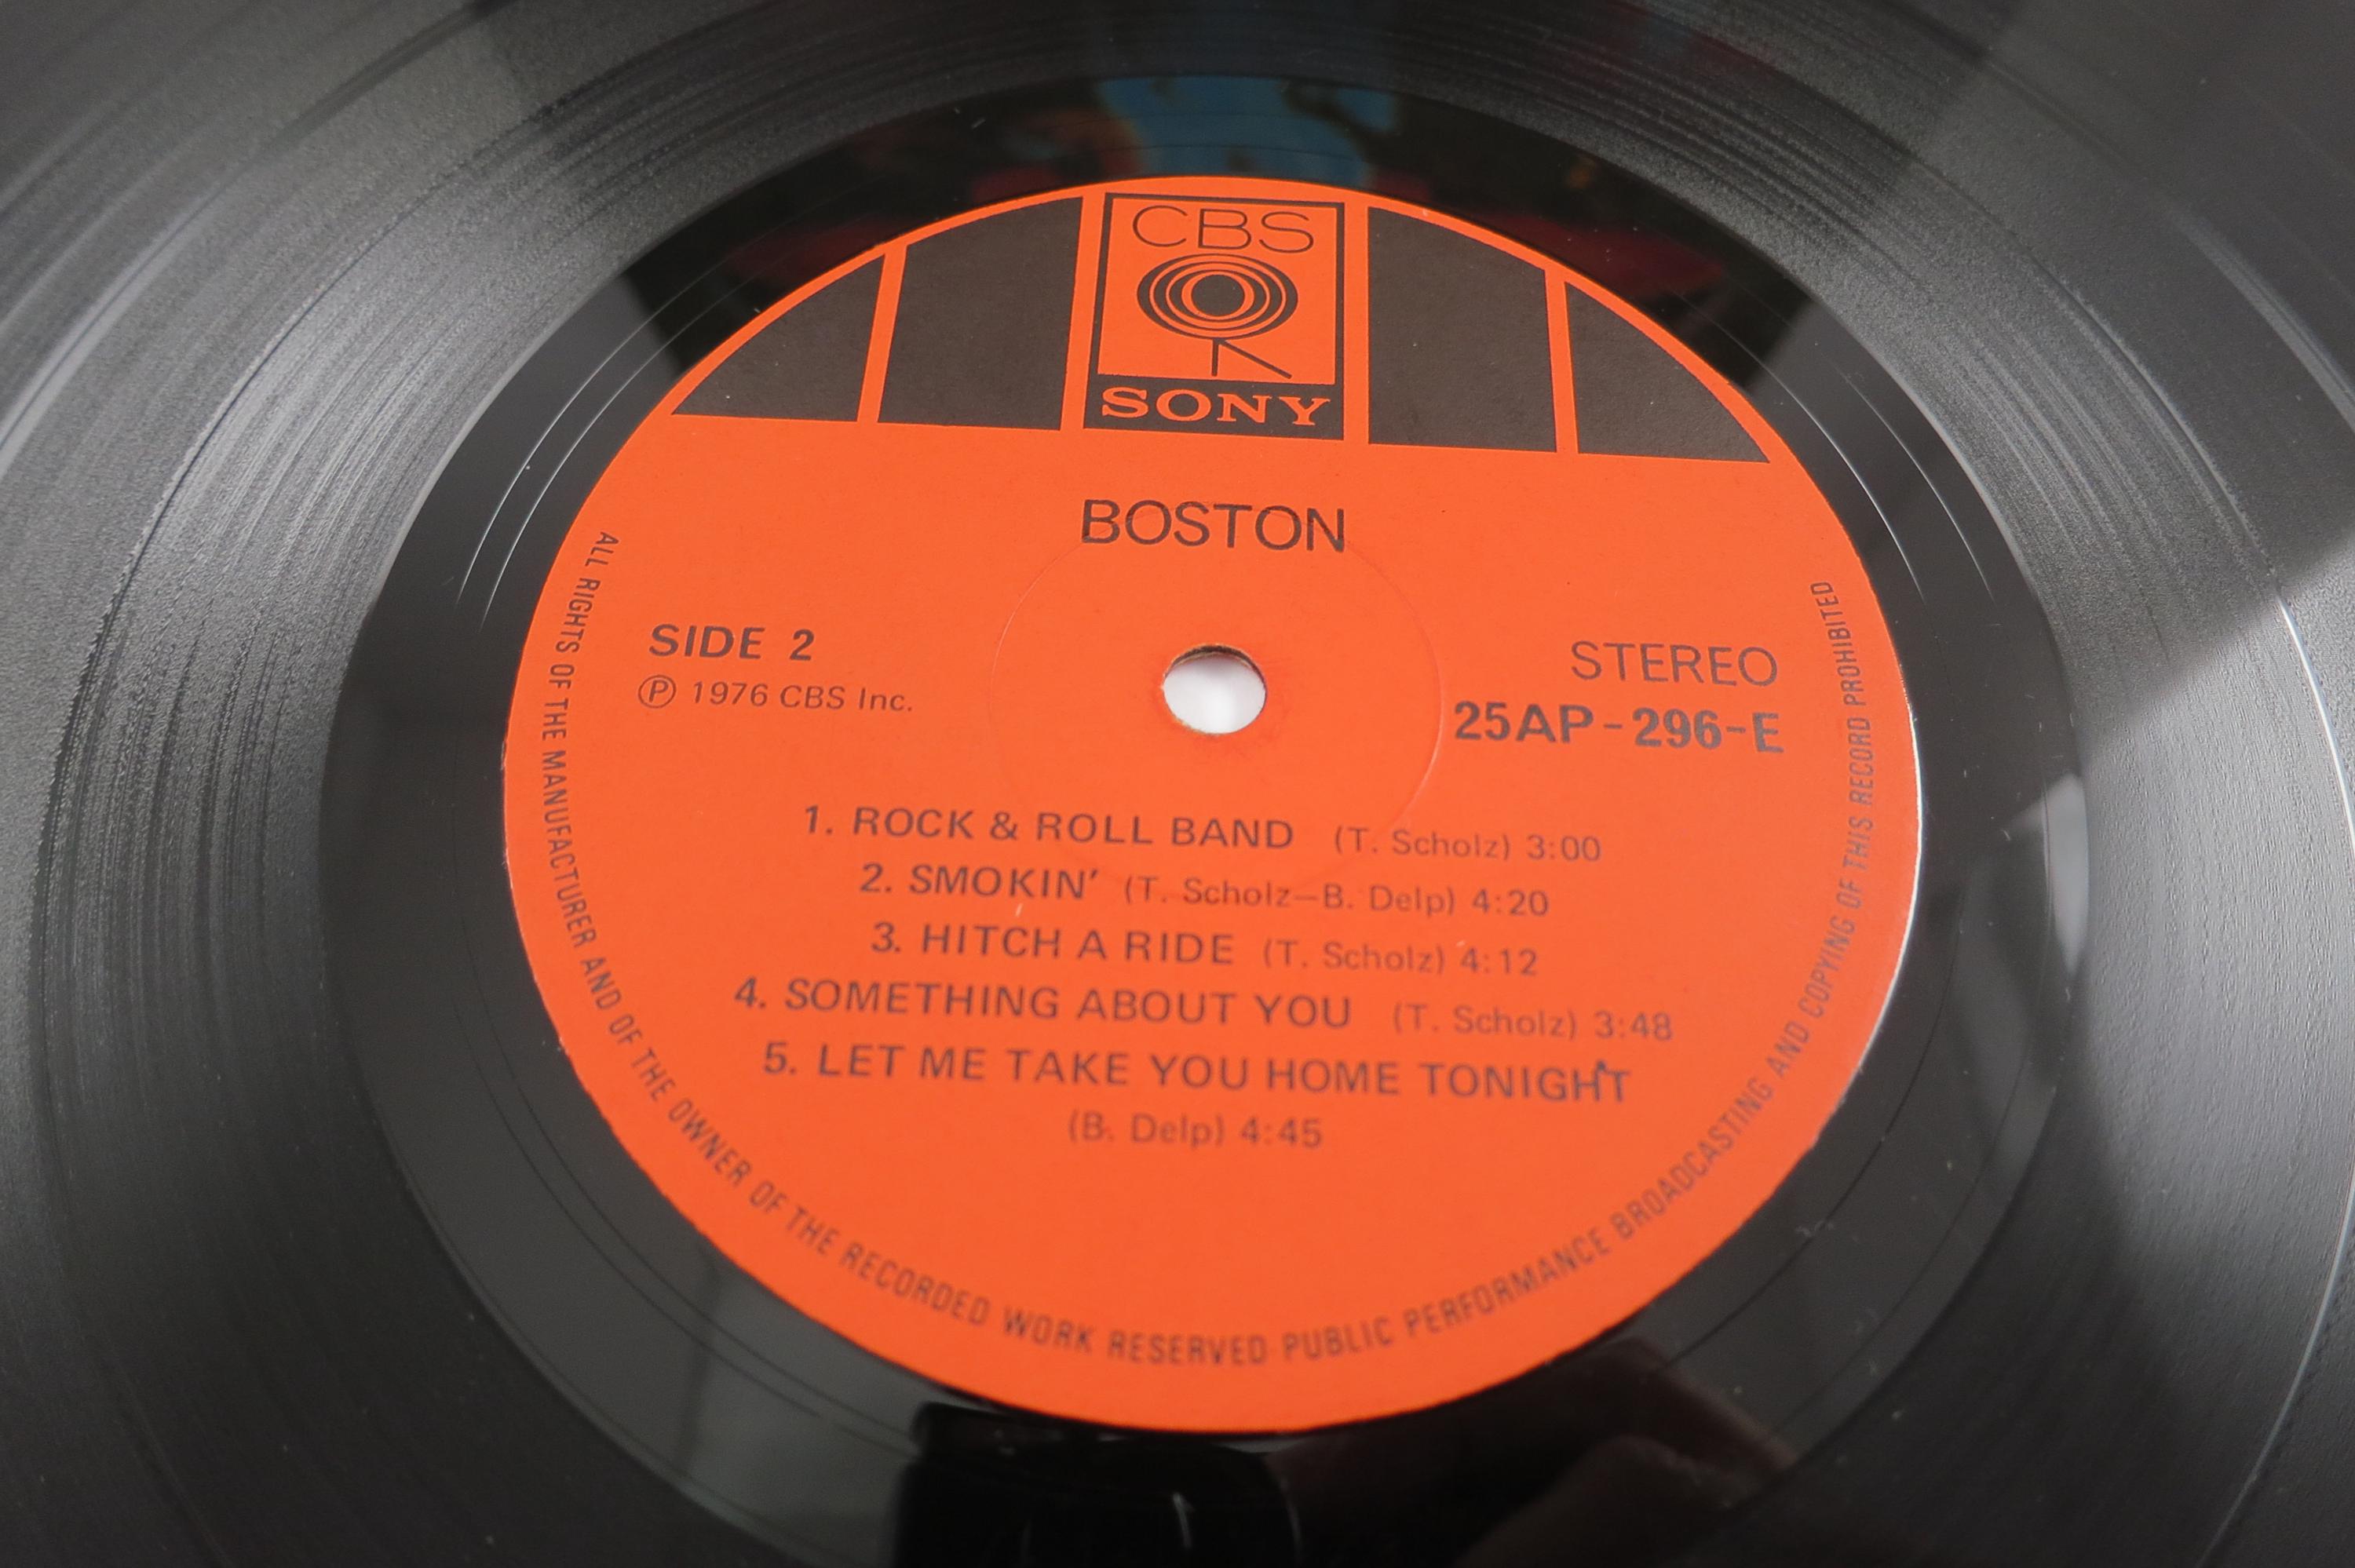 CBS
SONY
BOSTON
SIDE 2
Ⓟ 1976 CBS Inc.
STEREO
25AP-296-E
1. ROCK & ROLL BAND (T. Scholz) 3:00
2. SMOKIN' (T. Scholz—B. Delp) 4:20
3. HITCH A RIDE (T. Scholz) 4:12
4. SOMETHING ABOUT YOU (T. Scholz) 3:48
5. LET ME TAKE YOU HOME TONIGHT
(B. Delp) 4:45
ALL RIGHTS OF THE MANUFACTURER AND OF THE OWNER OF THE RECORDED WORK RESERVED PUBLIC PERFORMANCE BROADCASTING AND COPYING OF THIS RECORD PROHIBITED